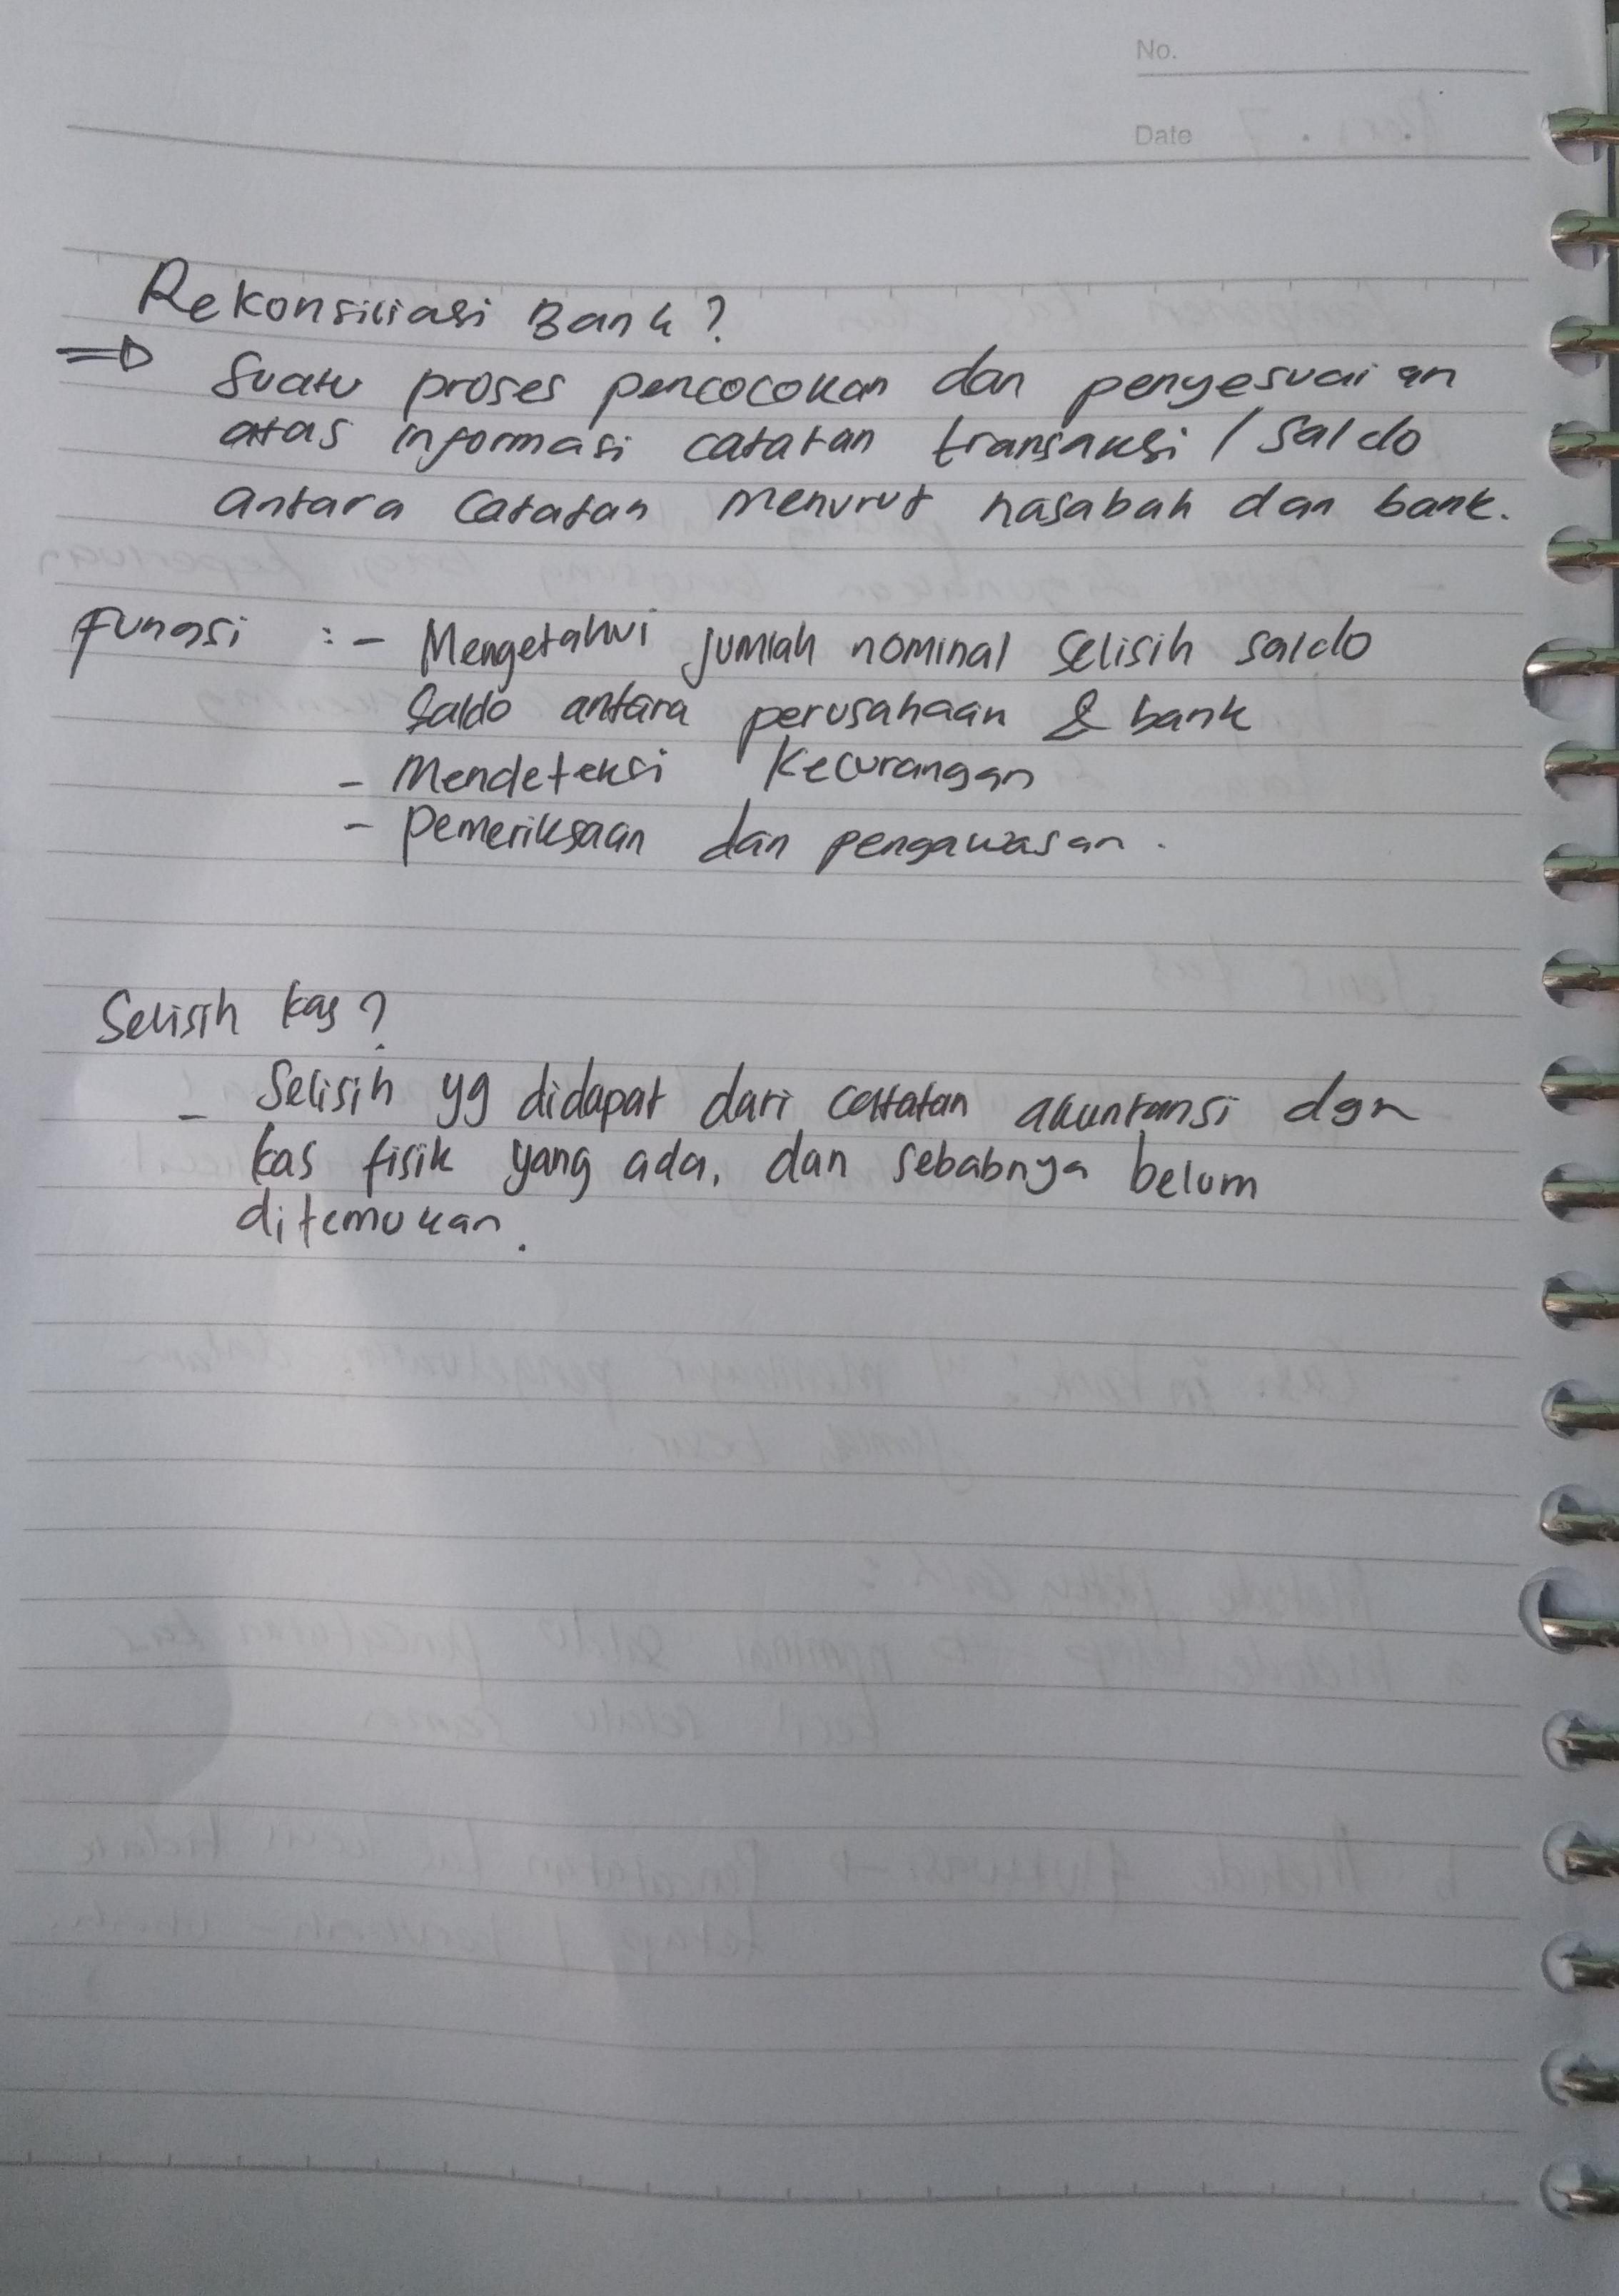 No.
Date
Rekonsiliasi Bank?
⇒ Suatu proses pencocokan dan penyesuaian
atas informasi catatan transaksi / saldo
antara catatan menurut nasabah dan bank.
fungsi : - Mengetahui jumlah nominal selisih saldo
saldo antara perusahaan & bank
- Mendeteksi kecurangan
- pemeriksaan dan pengawasan.
Selisih kas?
- Selisih yg didapat dari catatan akuntansi dgn
kas fisik yang ada, dan sebabnya belum
ditemukan.